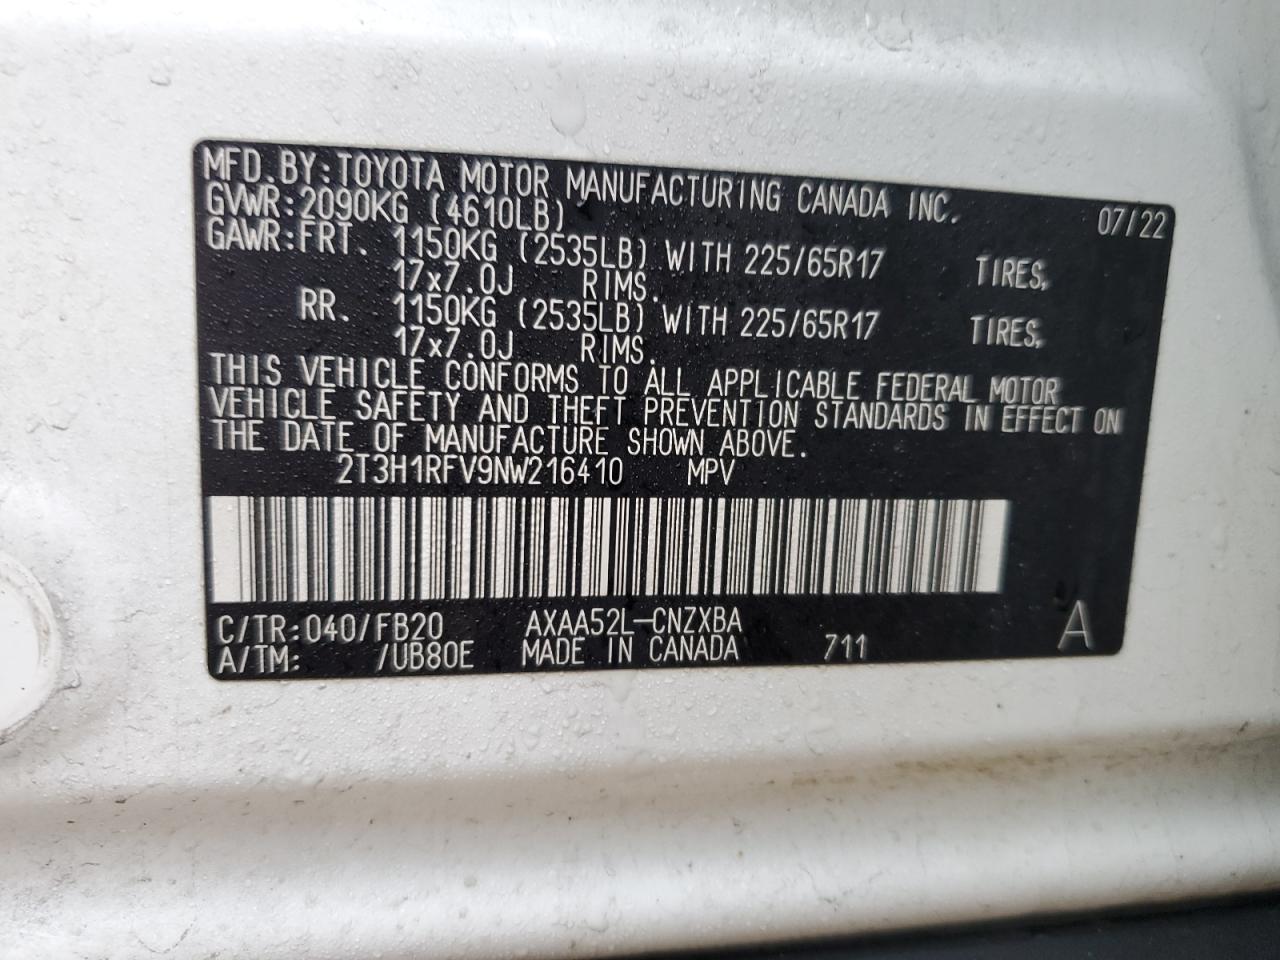 MFD.BY:TOYOTA MOTOR MANUFACTURING CANADA INC. 07/22
GVWR:2090KG (4610LB)
GAWR:FRT. 1150KG (2535LB) WITH 225/65R17 TIRES,
17x7.0J RIMS.
RR. 1150KG (2535LB) WITH 225/65R17 TIRES,
17x7.0J RIMS.
THIS VEHICLE CONFORMS TO ALL APPLICABLE FEDERAL MOTOR
VEHICLE SAFETY AND THEFT PREVENTION STANDARDS IN EFFECT ON
THE DATE OF MANUFACTURE SHOWN ABOVE.
2T3H1RFV9NW216410 MPV
C/TR:040/FB20 AXAA52L-CNZXBA A
A/TM: /UB80E MADE IN CANADA 711